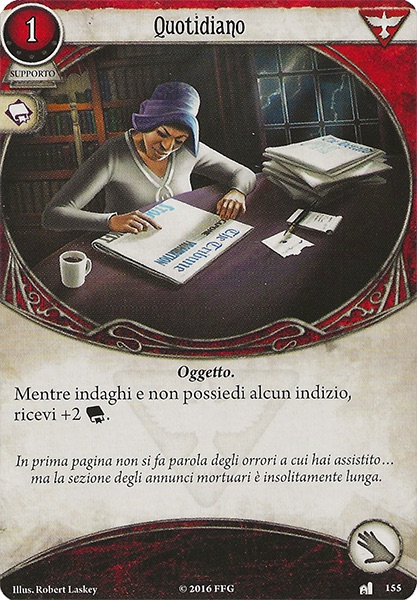 1
Quotidiano
SUPPORTO
The Tribune
PROHIBITION
Oggetto.
Mentre indaghi e non possiedi alcun indizio,
ricevi +2 .
In prima pagina non si fa parola degli orrori a cui hai assistito…
ma la sezione degli annunci mortuari è insolitamente lunga.
Illus. Robert Laskey
© 2016 FFG
155